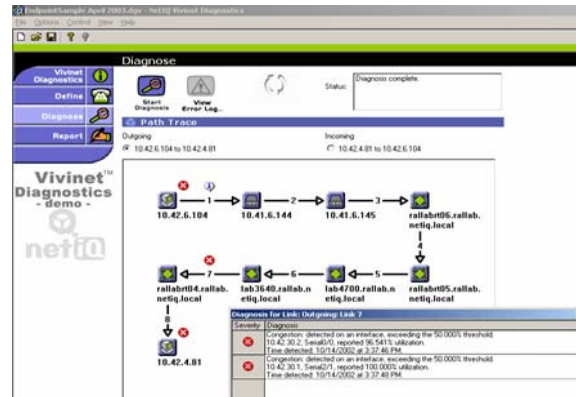 EndpointSample April 2003.dgv - NetIQ Vivinet Diagnostics
File Options Control View Help
Diagnose
Vivinet
Diagnostics
Define
Diagnose
Report
Start
Diagnosis
View
Error Log..
Status:
Diagnosis complete.
Path Trace
Outgoing
Incoming
10.42.6.104 to 10.42.4.81
10.42.4.81 to 10.42.6.104
Vivinet™
Diagnostics
- demo -
netiQ
1
2
3
10.42.6.104
10.41.6.144
10.41.6.145
rallabrt06.rallab.
netiq.local
4
7
6
5
rallabrt04.rallab.
netiq.local
lab3640.rallab.n
etiq.local
lab4700.rallab.n
etiq.local
rallabrt05.rallab.
netiq.local
8
10.42.4.81
Diagnosis for Link: Outgoing: Link 7
Severity
Diagnosis
Congestion: detected on an interface, exceeding the 50.000% threshold.
10.42.30.2, Serial0/0, reported 96.541% utilization.
Time detected: 10/14/2002 at 3:37:46 PM.
Congestion: detected on an interface, exceeding the 50.000% threshold.
10.42.30.1, Serial2/1, reported 100.000% utilization.
Time detected: 10/14/2002 at 3:37:48 PM.